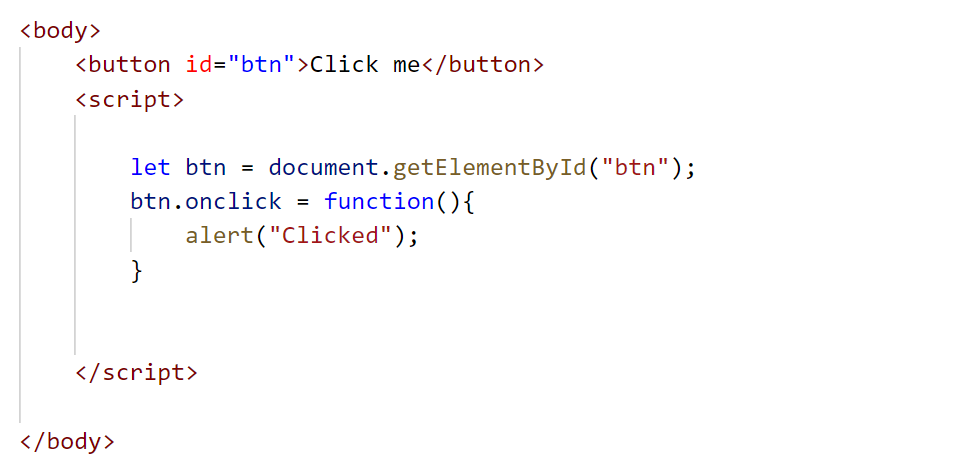 <body>
    <button id="btn">Click me</button>
    <script>
        let btn = document.getElementById("btn");
        btn.onclick = function(){
            alert("Clicked");
        }
    </script>
</body>